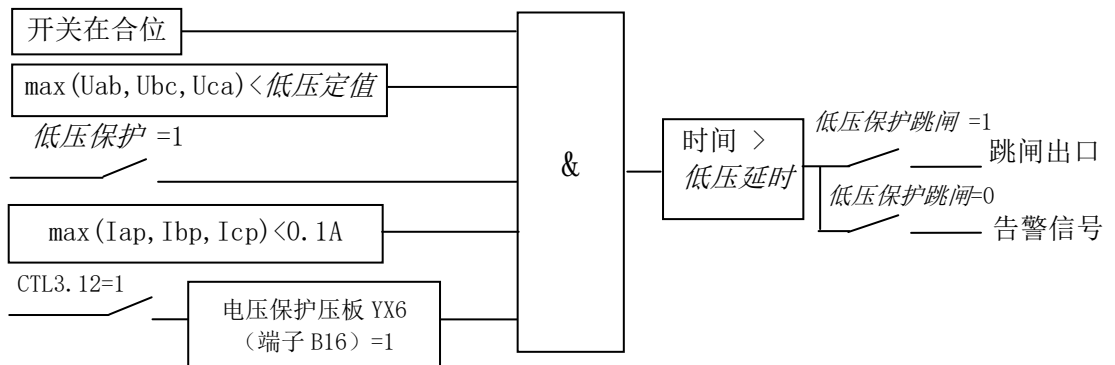 开关在合位
max(Uab,Ubc,Uca)<低压定值
低压保护 =1
max(Iap,Ibp,Icp)<0.1A
CTL3.12=1
电压保护压板 YX6
（端子 B16）=1
&
时间 >
低压延时
低压保护跳闸 =1
跳闸出口
低压保护跳闸=0
告警信号